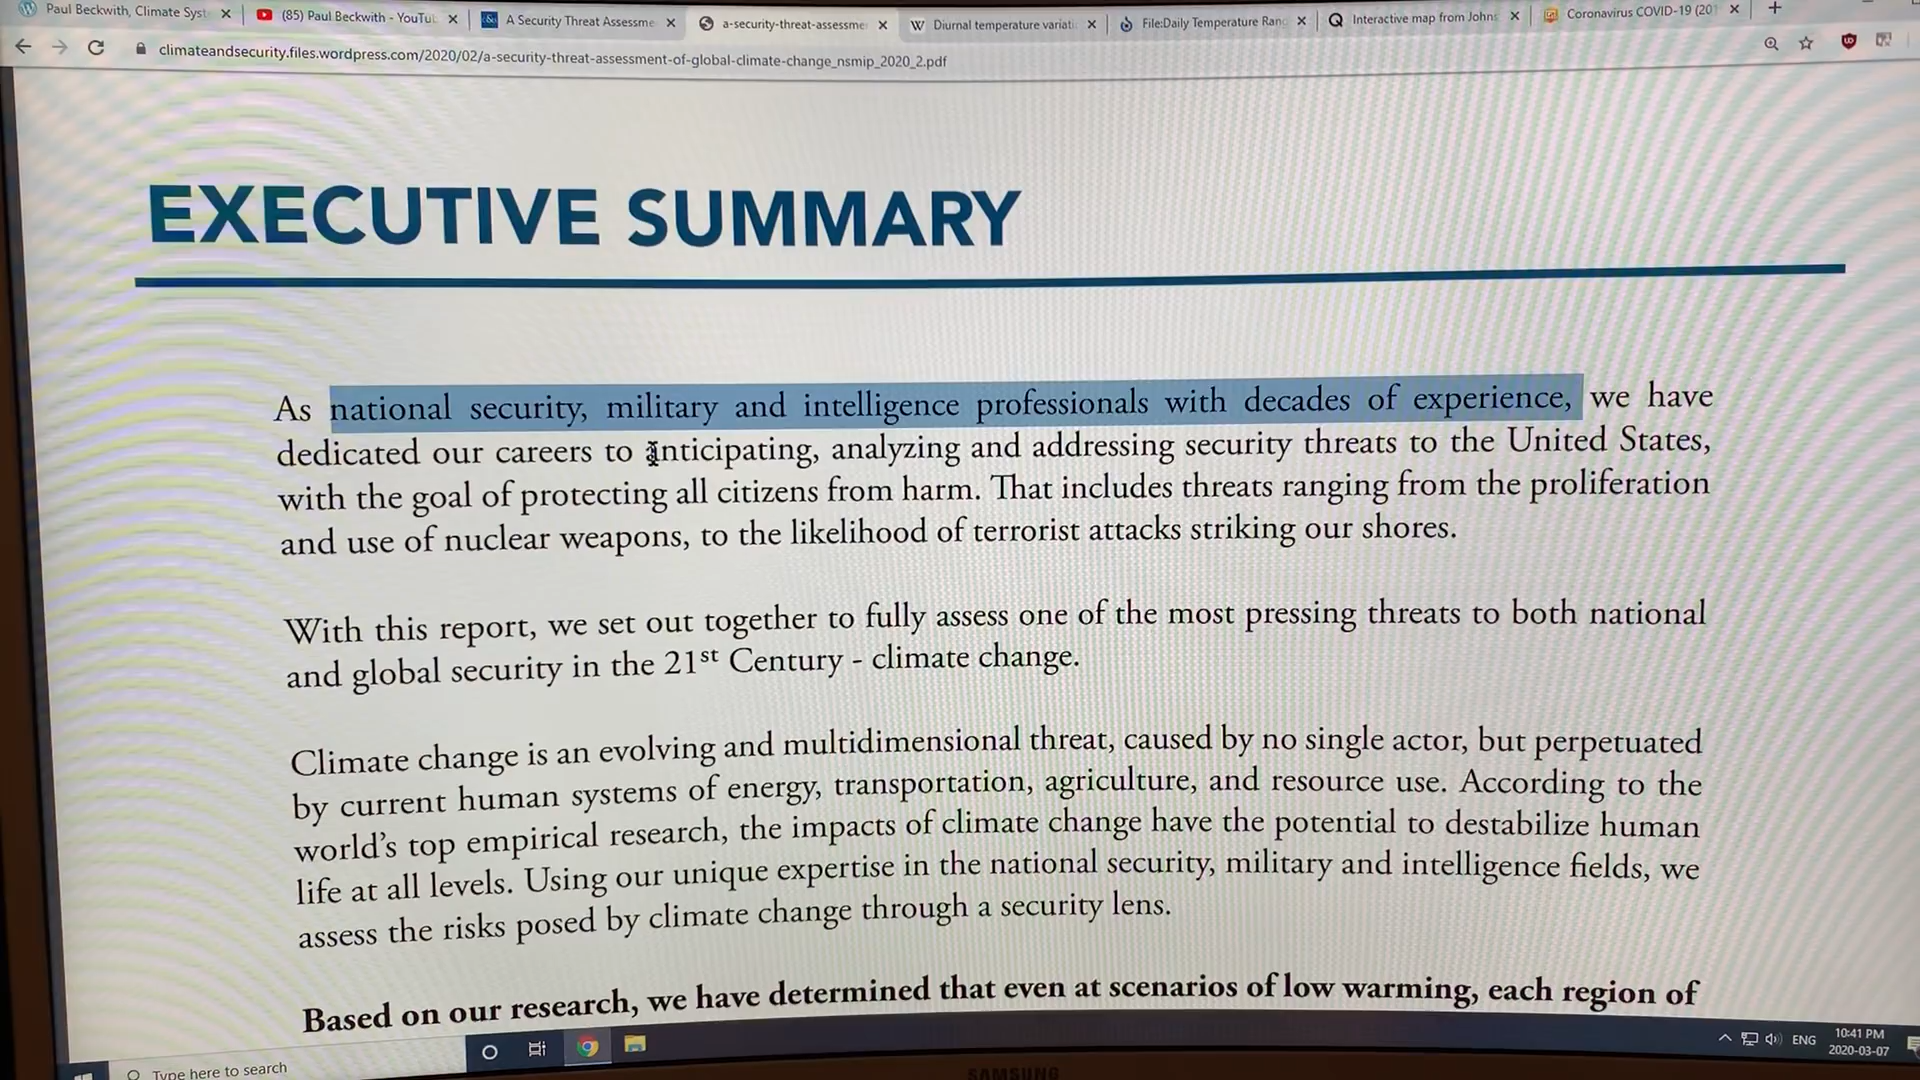 Paul Beckwith, Climate Syst
(85) Paul Beckwith - YouTub
A Security Threat Assessme
a-security-threat-assessme
Diurnal temperature variati
File:Daily Temperature Ran
Interactive map from Johns
Coronavirus COVID-19 (20
climateandsecurity.files.wordpress.com/2020/02/a-security-threat-assessment-of-global-climate-change_nsmip_2020_2.pdf
EXECUTIVE SUMMARY
As national security, military and intelligence professionals with decades of experience, we have
dedicated our careers to anticipating, analyzing and addressing security threats to the United States,
with the goal of protecting all citizens from harm. That includes threats ranging from the proliferation
and use of nuclear weapons, to the likelihood of terrorist attacks striking our shores.
With this report, we set out together to fully assess one of the most pressing threats to both national
and global security in the 21st Century - climate change.
Climate change is an evolving and multidimensional threat, caused by no single actor, but perpetuated
by current human systems of energy, transportation, agriculture, and resource use. According to the
world's top empirical research, the impacts of climate change have the potential to destabilize human
life at all levels. Using our unique expertise in the national security, military and intelligence fields, we
assess the risks posed by climate change through a security lens.
Based on our research, we have determined that even at scenarios of low warming, each region of
Type here to search
ENG
10:41 PM
2020-03-07
SAMSUNG